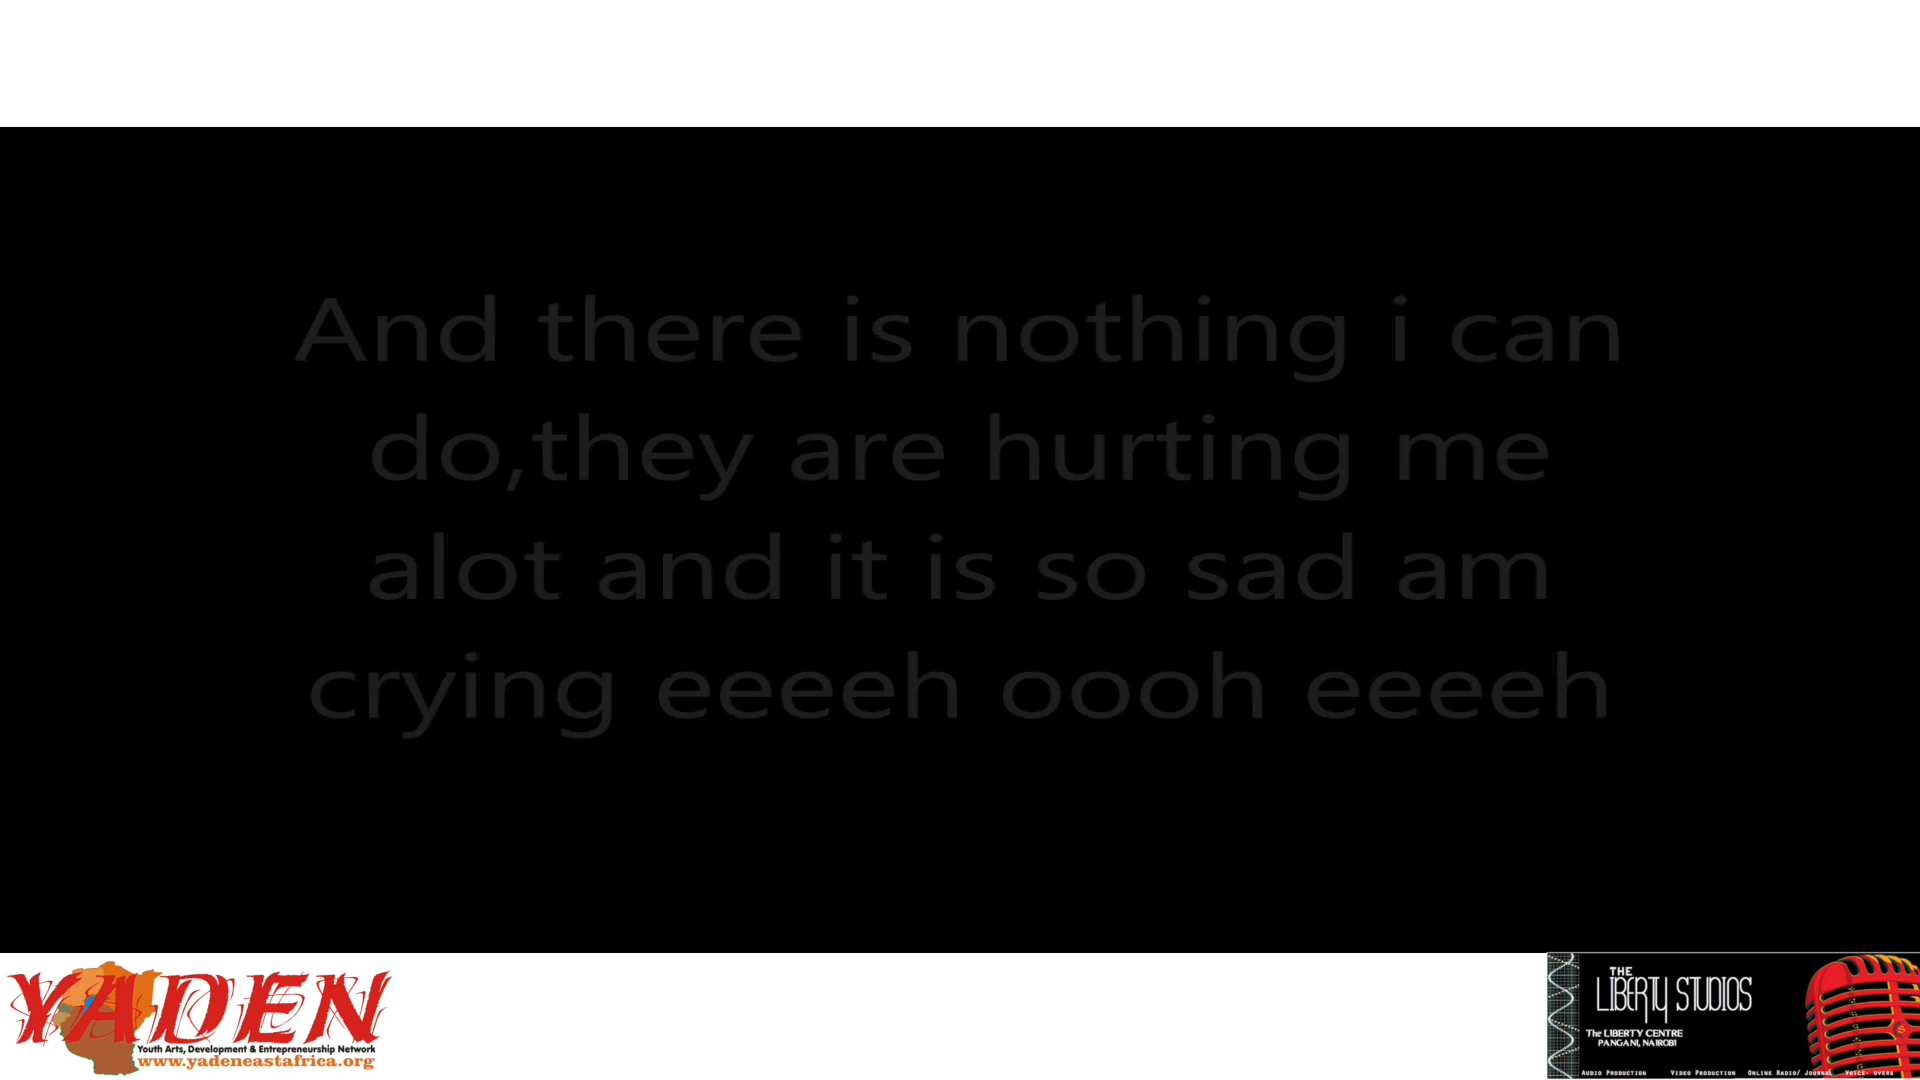 And there is nothing i can
do,they are hurting me
alot and it is so sad am
crying eeeeh oooh eeeeh
YADEN
Youth Arts, Development & Entrepreneurship Network
www.yadeneastafrica.org
THE
LIBERTY STUDIOS
The LIBERTY CENTRE
PANGANI, NAIROBI
AUDIO PRODUCTION VIDEO PRODUCTION ONLINE RADIO/ JOURNAL VOICE- OVERS